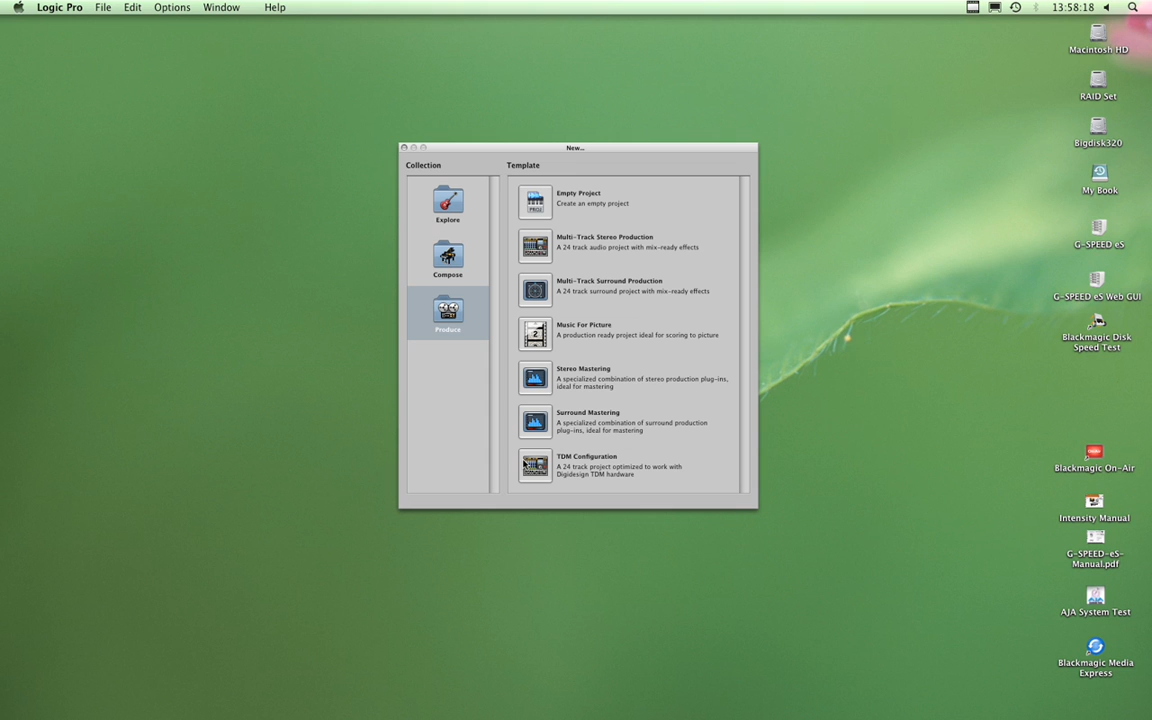 Logic Pro File Edit Options Window Help 13:58:18
Macintosh HD
RAID Set
Bigdisk320
My Book
G-SPEED eS
G-SPEED eS Web GUI
Blackmagic Disk
Speed Test
Blackmagic On-Air
Intensity Manual
G-SPEED-eS-
Manual.pdf
AJA System Test
Blackmagic Media
Express
New...
Collection
Explore
Compose
Produce
Template
Empty Project
Create an empty project
Multi-Track Stereo Production
A 24 track audio project with mix-ready effects
Multi-Track Surround Production
A 24 track surround project with mix-ready effects
Music For Picture
A production ready project ideal for scoring to picture
Stereo Mastering
A specialized combination of stereo production plug-ins,
ideal for mastering
Surround Mastering
A specialized combination of surround production
plug-ins, ideal for mastering
TDM Configuration
A 24 track project optimized to work with
Digidesign TDM hardware